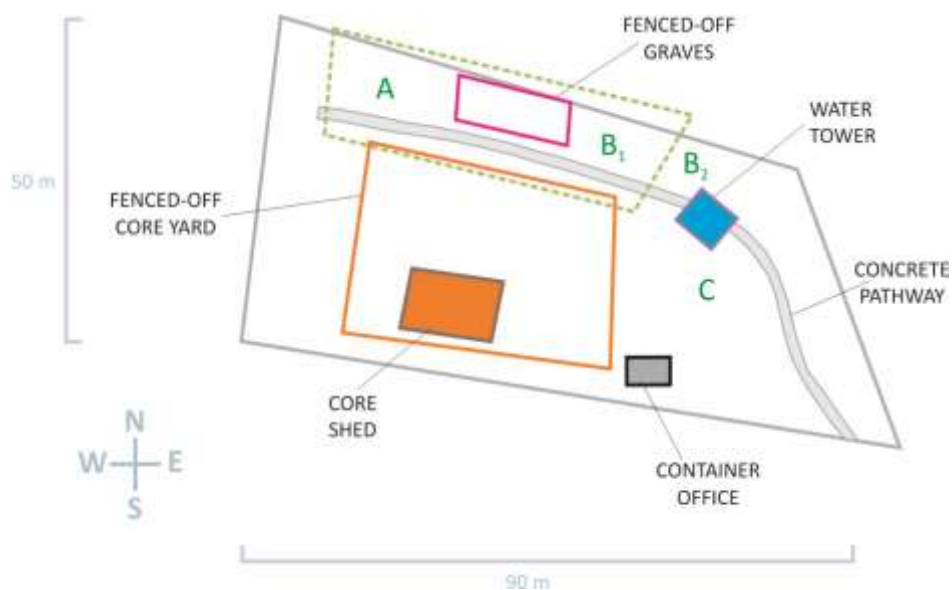 FENCED-OFF
GRAVES
A
WATER
TOWER
B₁
B₂
50 m
FENCED-OFF
CORE YARD
C
CONCRETE
PATHWAY
CORE
SHED
N
W E
S
CONTAINER
OFFICE
90 m